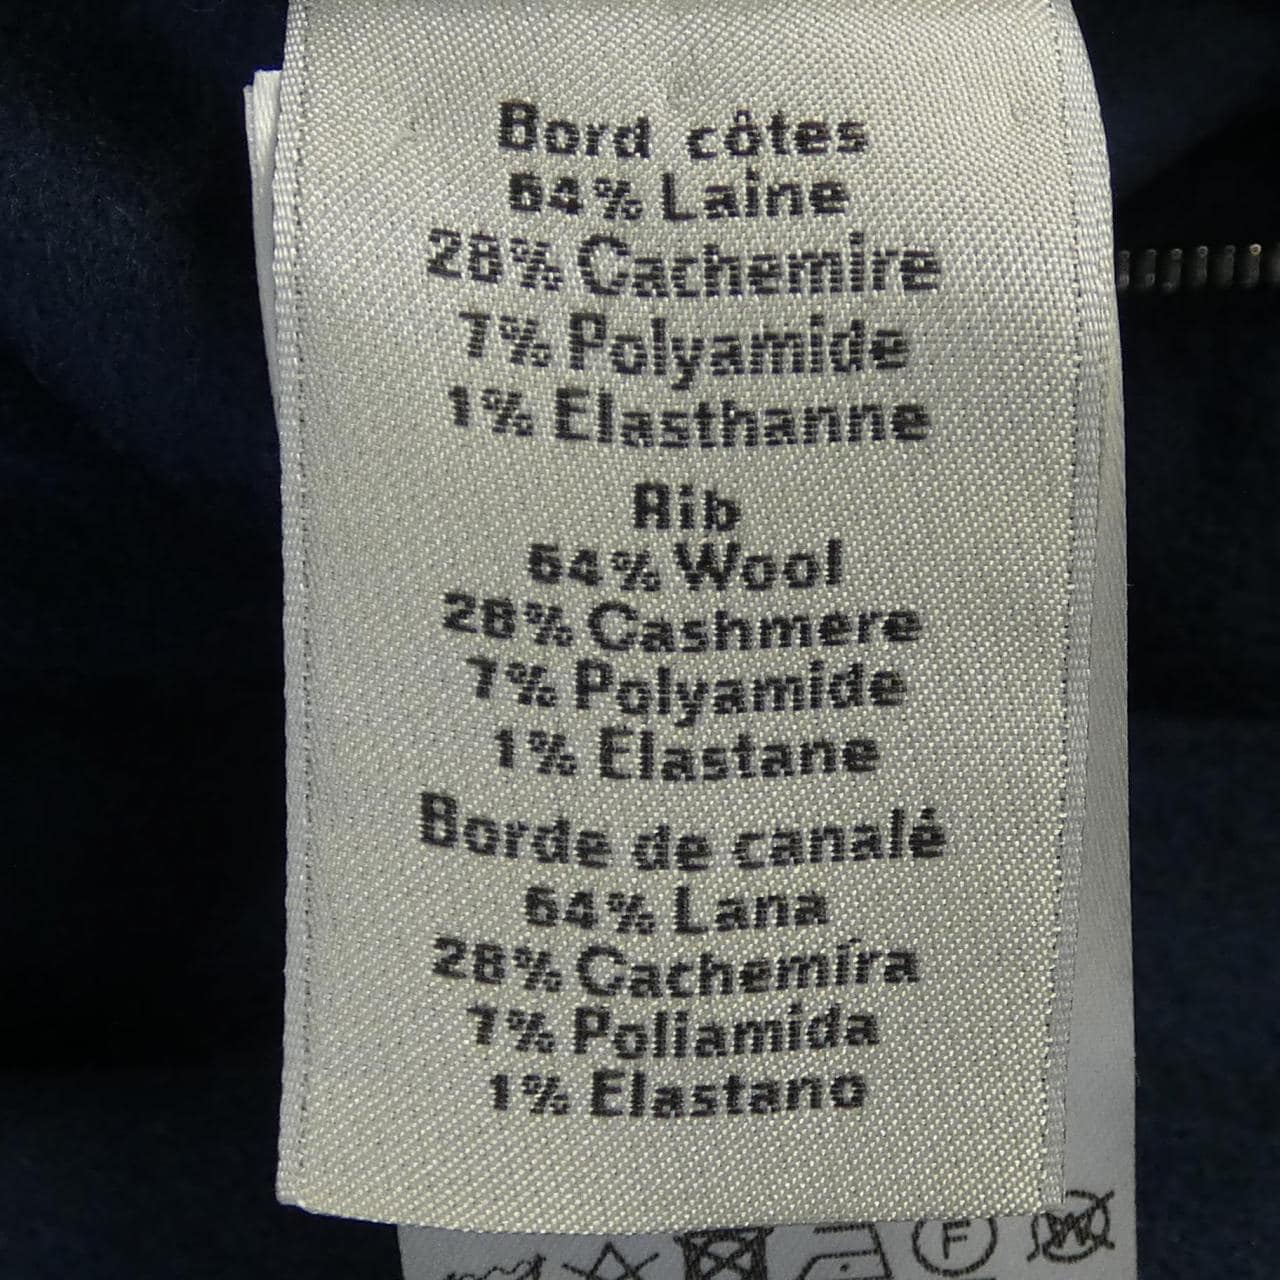 Bord côtes
64% Laine
28% Cachemire
7% Polyamide
1% Elasthanne
Rib
64% Wool
28% Cashmere
7% Polyamide
1% Elastane
Borde de canalé
64% Lana
28% Cachemira
7% Poliamida
1% Elastano
F